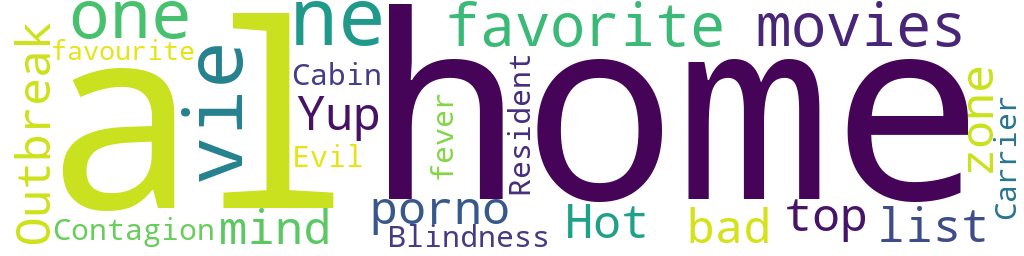 one
ne
favorite
movies
favourite
Outbreak
al
vie
Cabin
Yup
Evil
fever
Resident
home
zone
Carrier
Contagion
mind
porno
Blindness
Hot
bad
top
list